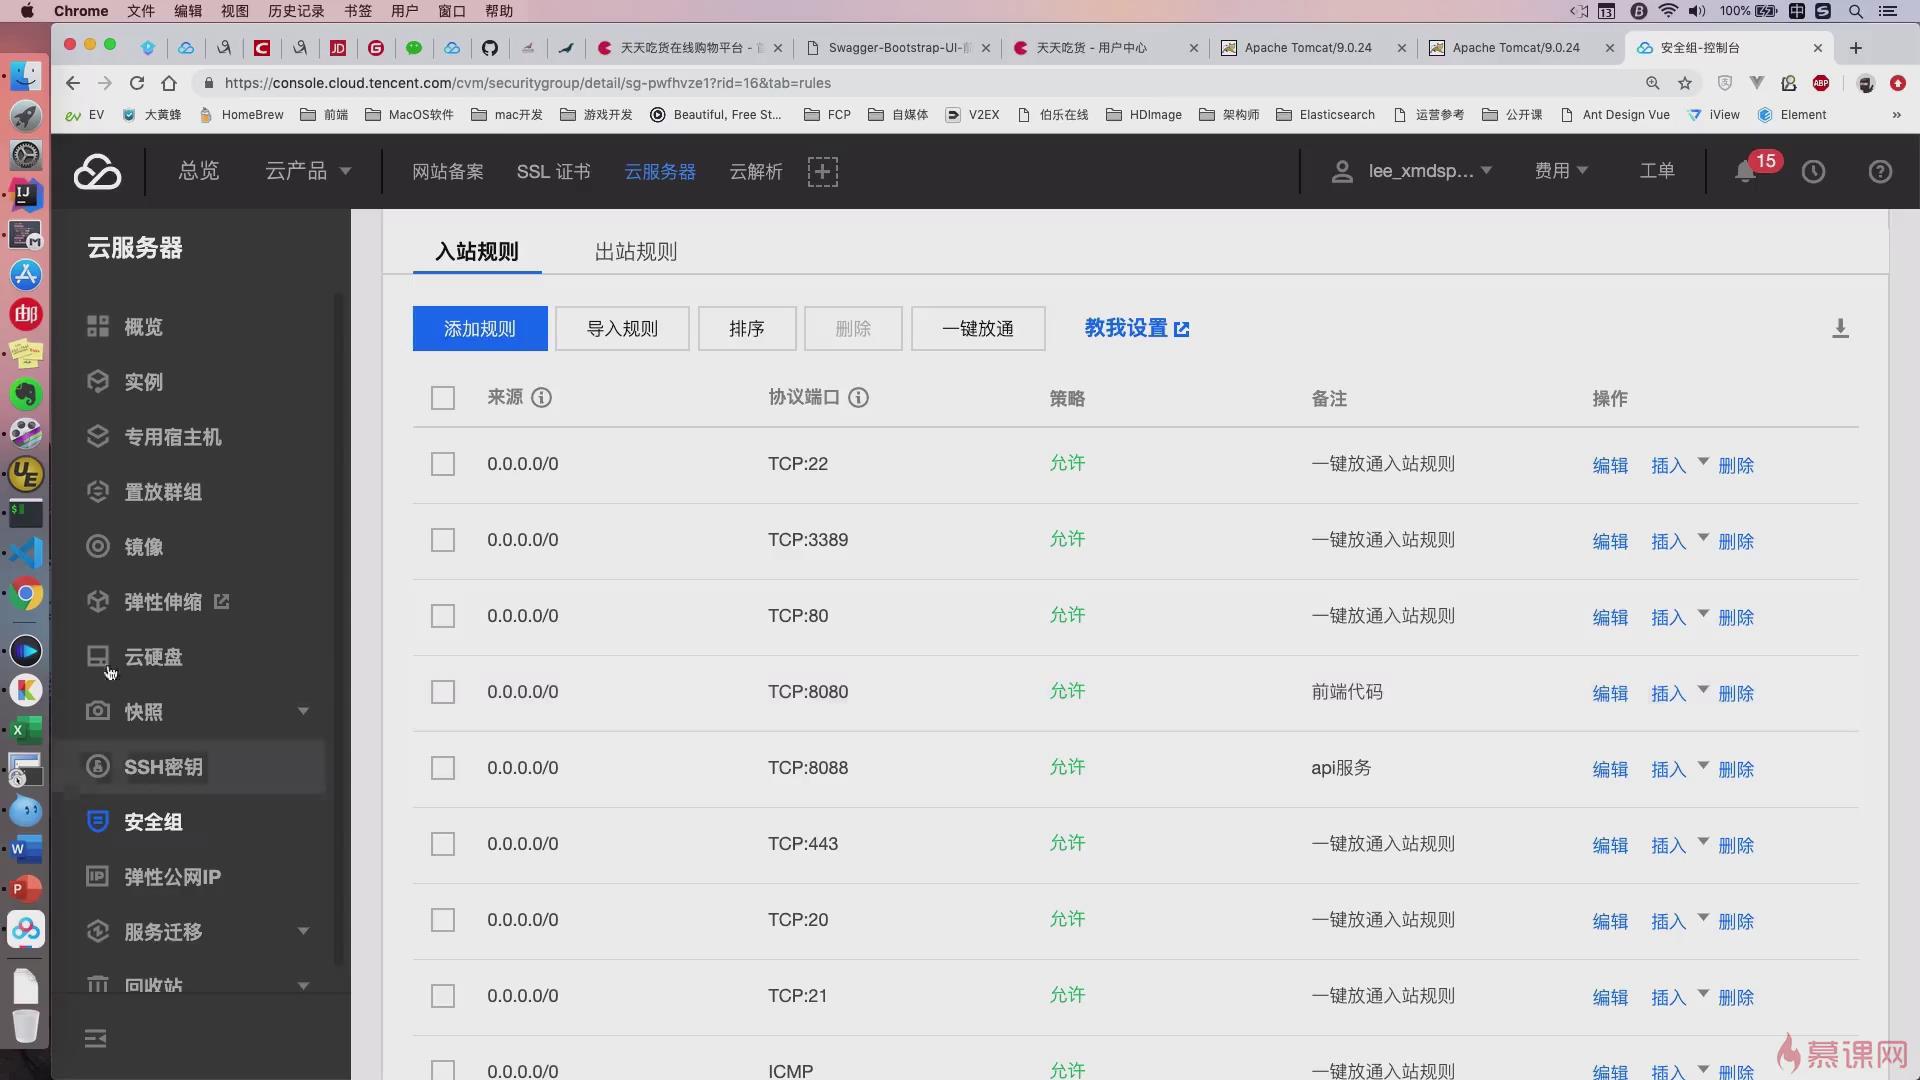 Chrome 文件 编辑 视图 历史记录 书签 用户 窗口 帮助 13 100% 中
天天吃货在线购物平台 - Swagger-Bootstrap-UI- 天天吃货 - 用户中心 Apache Tomcat/9.0.24 Apache Tomcat/9.0.24 安全组-控制台
https://console.cloud.tencent.com/cvm/securitygroup/detail/sg-pwfhvze1?rid=16&tab=rules ABP
EV 大黄蜂 HomeBrew 前端 MacOS软件 mac开发 游戏开发 Beautiful, Free St... FCP 自媒体 V2EX 伯乐在线 HDImage 架构师 Elasticsearch 运营参考 公开课 Ant Design Vue iView Element »
总览 云产品 网站备案 SSL 证书 云服务器 云解析 lee_xmdsp... 费用 工单 15
云服务器
概览
实例
专用宿主机
置放群组
镜像
弹性伸缩
云硬盘
快照
SSH密钥
安全组
弹性公网IP
服务迁移
回收站
入站规则 出站规则
添加规则 导入规则 排序 删除 一键放通 教我设置
来源 协议端口 策略 备注 操作
0.0.0.0/0 TCP:22 允许 一键放通入站规则 编辑 插入 删除
0.0.0.0/0 TCP:3389 允许 一键放通入站规则 编辑 插入 删除
0.0.0.0/0 TCP:80 允许 一键放通入站规则 编辑 插入 删除
0.0.0.0/0 TCP:8080 允许 前端代码 编辑 插入 删除
0.0.0.0/0 TCP:8088 允许 api服务 编辑 插入 删除
0.0.0.0/0 TCP:443 允许 一键放通入站规则 编辑 插入 删除
0.0.0.0/0 TCP:20 允许 一键放通入站规则 编辑 插入 删除
0.0.0.0/0 TCP:21 允许 一键放通入站规则 编辑 插入 删除
0.0.0.0/0 ICMP 允许 一键放通入站规则 编辑 插入 删除
慕课网